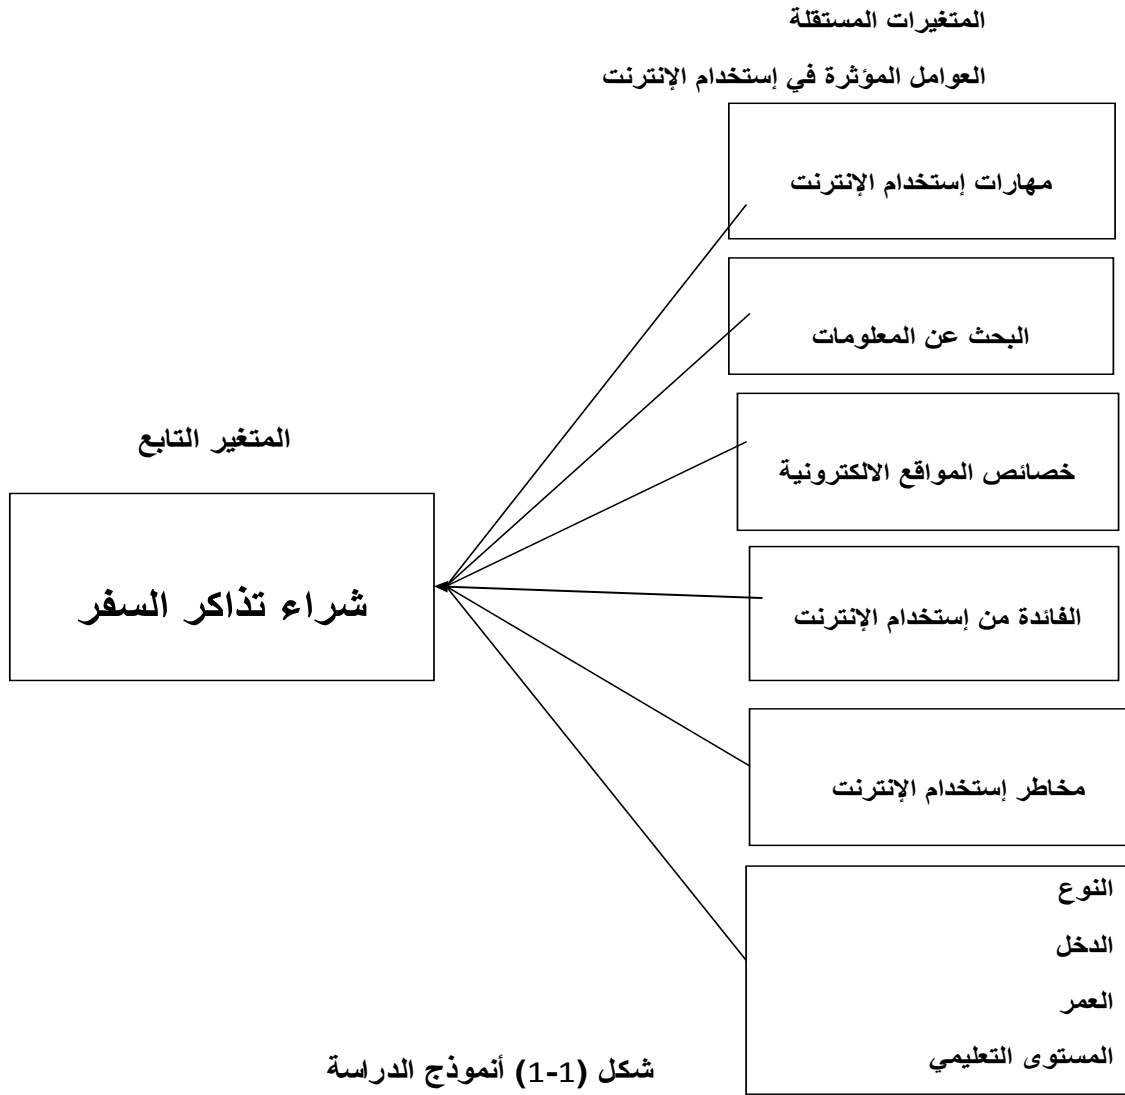 المتغيرات المستقلة
العوامل المؤثرة في إستخدام الإنترنت
مهارات إستخدام الإنترنت
البحث عن المعلومات
خصائص المواقع الالكترونية
الفائدة من إستخدام الإنترنت
مخاطر إستخدام الإنترنت
النوع
الدخل
العمر
المستوى التعليمي
المتغير التابع
شراء تذاكر السفر
شكل (1-1) أنموذج الدراسة